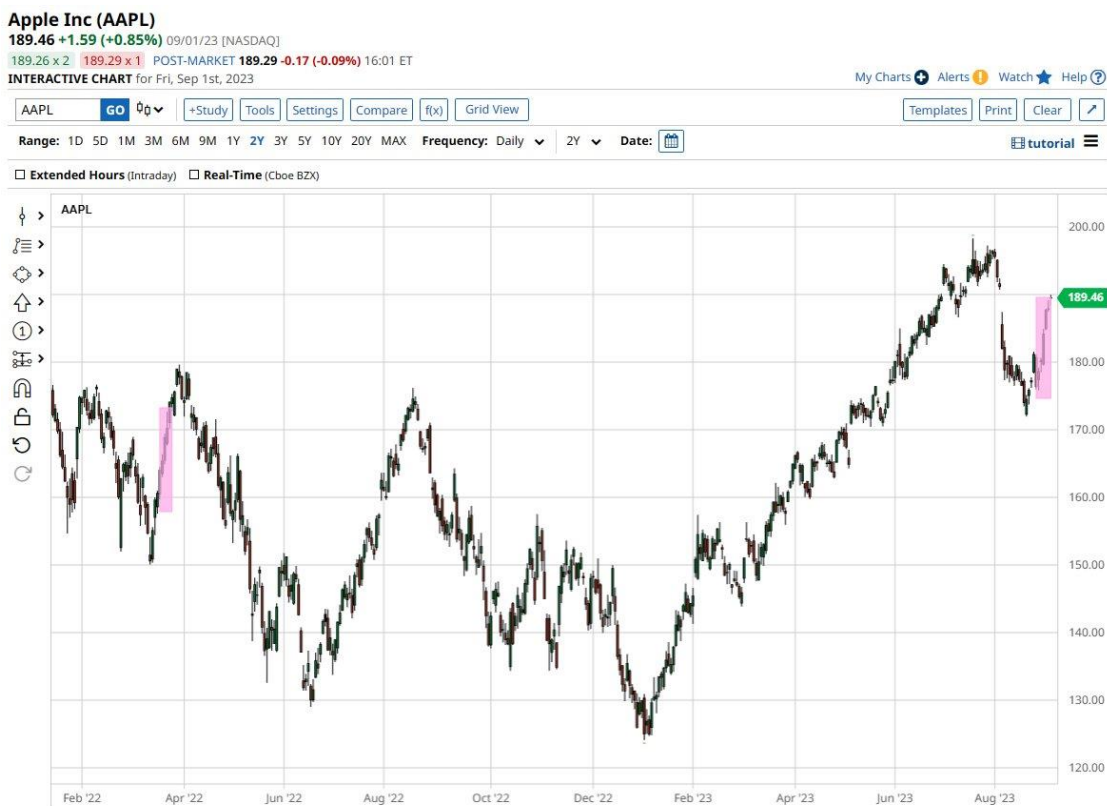 Apple Inc (AAPL)
189.46 +1.59 (+0.85%) 09/01/23 [NASDAQ]
189.26 x 2 189.29 x 1 POST-MARKET 189.29 -0.17 (-0.09%) 16:01 ET
INTERACTIVE CHART for Fri, Sep 1st, 2023
My Charts Alerts Watch Help
AAPL GO +Study Tools Settings Compare f(x) Grid View Templates Print Clear
Range: 1D 5D 1M 3M 6M 9M 1Y 2Y 3Y 5Y 10Y 20Y MAX Frequency: Daily 2Y Date: tutorial
Extended Hours (Intraday) Real-Time (Cboe BZX)
AAPL
200.00
189.46
180.00
170.00
160.00
150.00
140.00
130.00
120.00
Feb '22 Apr '22 Jun '22 Aug '22 Oct '22 Dec '22 Feb '23 Apr '23 Jun '23 Aug '23